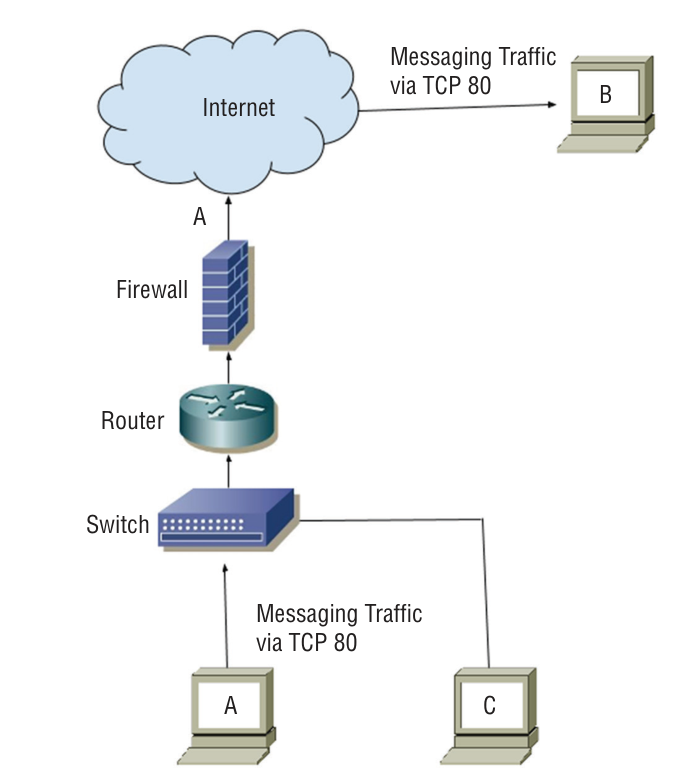 Messaging Traffic
via TCP 80
B
Internet
A
Firewall
Router
Switch
Messaging Traffic
via TCP 80
A
C